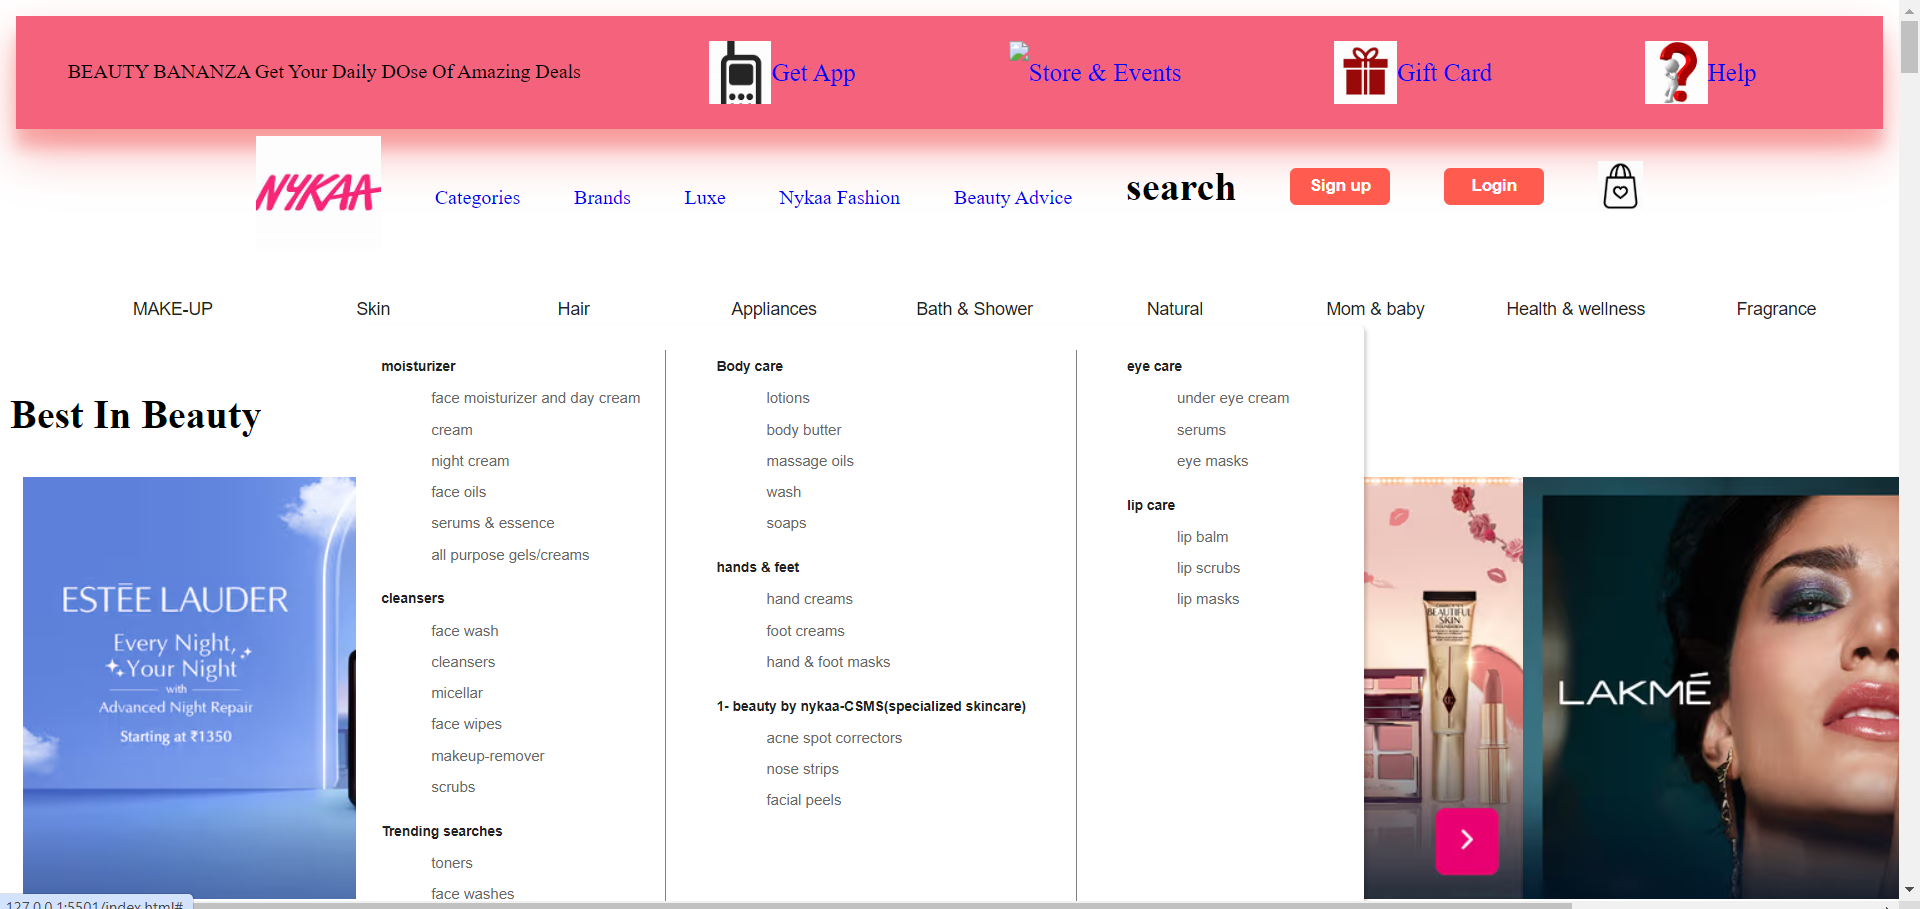 BEAUTY BANANZA Get Your Daily DOse Of Amazing Deals
Get App
Store & Events
Gift Card
Help
NYKAA
Categories
Brands
Luxe
Nykaa Fashion
Beauty Advice
search
Sign up
Login
MAKE-UP
Skin
Hair
Appliances
Bath & Shower
Natural
Mom & baby
Health & wellness
Fragrance
Best In Beauty
moisturizer
face moisturizer and day cream
cream
night cream
face oils
serums & essence
all purpose gels/creams
cleansers
face wash
cleansers
micellar
face wipes
makeup-remover
scrubs
Trending searches
toners
face washes
Body care
lotions
body butter
massage oils
wash
soaps
hands & feet
hand creams
foot creams
hand & foot masks
1- beauty by nykaa-CSMS(specialized skincare)
acne spot correctors
nose strips
facial peels
eye care
under eye cream
serums
eye masks
lip care
lip balm
lip scrubs
lip masks
ESTĒE LAUDER
Every Night,
Your Night
with
Advanced Night Repair
Starting at ₹1350
BEAUTIFUL
SKIN
FOUNDATION
LAKMÉ
127.0.0.1:5501/index.html#